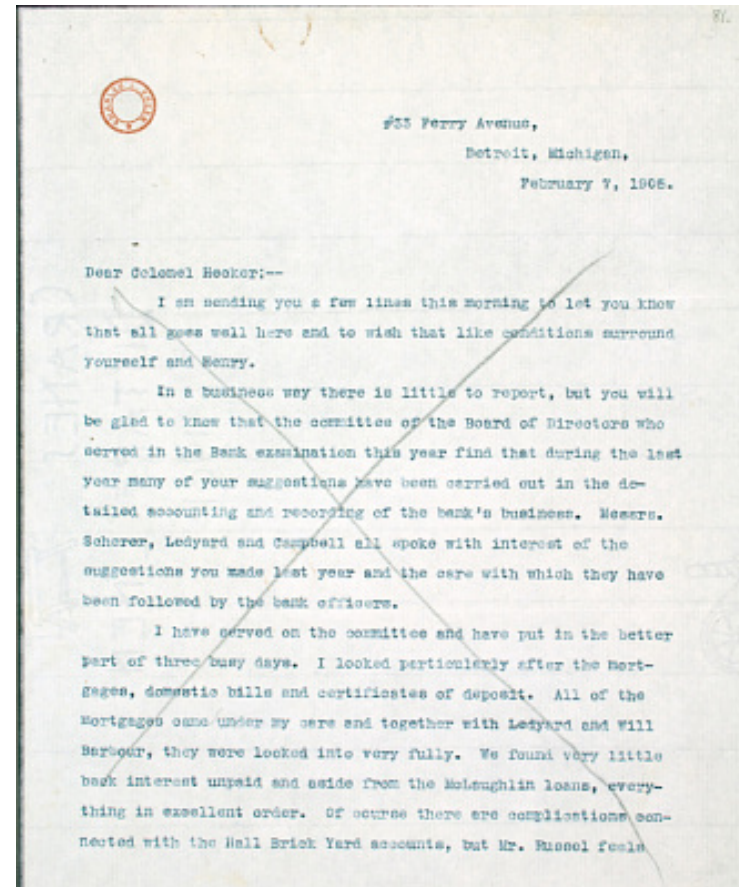 81.
CHARLES L. FREER
#33 Ferry Avenue,
Detroit, Michigan,
February 7, 1905.
Dear Colonel Hecker:--
I am sending you a few lines this morning to let you know
that all goes well here and to wish that like conditions surround
yourself and Henry.
In a business way there is little to report, but you will
be glad to know that the committee of the Board of Directors who
served in the Bank examination this year find that during the last
year many of your suggestions have been carried out in the de-
tailed accounting and recording of the bank's business. Messrs.
Scherer, Ledyard and Campbell all spoke with interest of the
suggestions you made last year and the care with which they have
been followed by the bank officers.
I have served on the committee and have put in the better
part of three busy days. I looked particularly after the mort-
gages, domestic bills and certificates of deposit. All of the
Mortgages came under my care and together with Ledyard and Will
Barbour, they were looked into very fully. We found very little
back interest unpaid and aside from the McLaughlin loans, every-
thing in excellent order. Of course there are complications con-
nected with the Hall Brick Yard accounts, but Mr. Russel feels